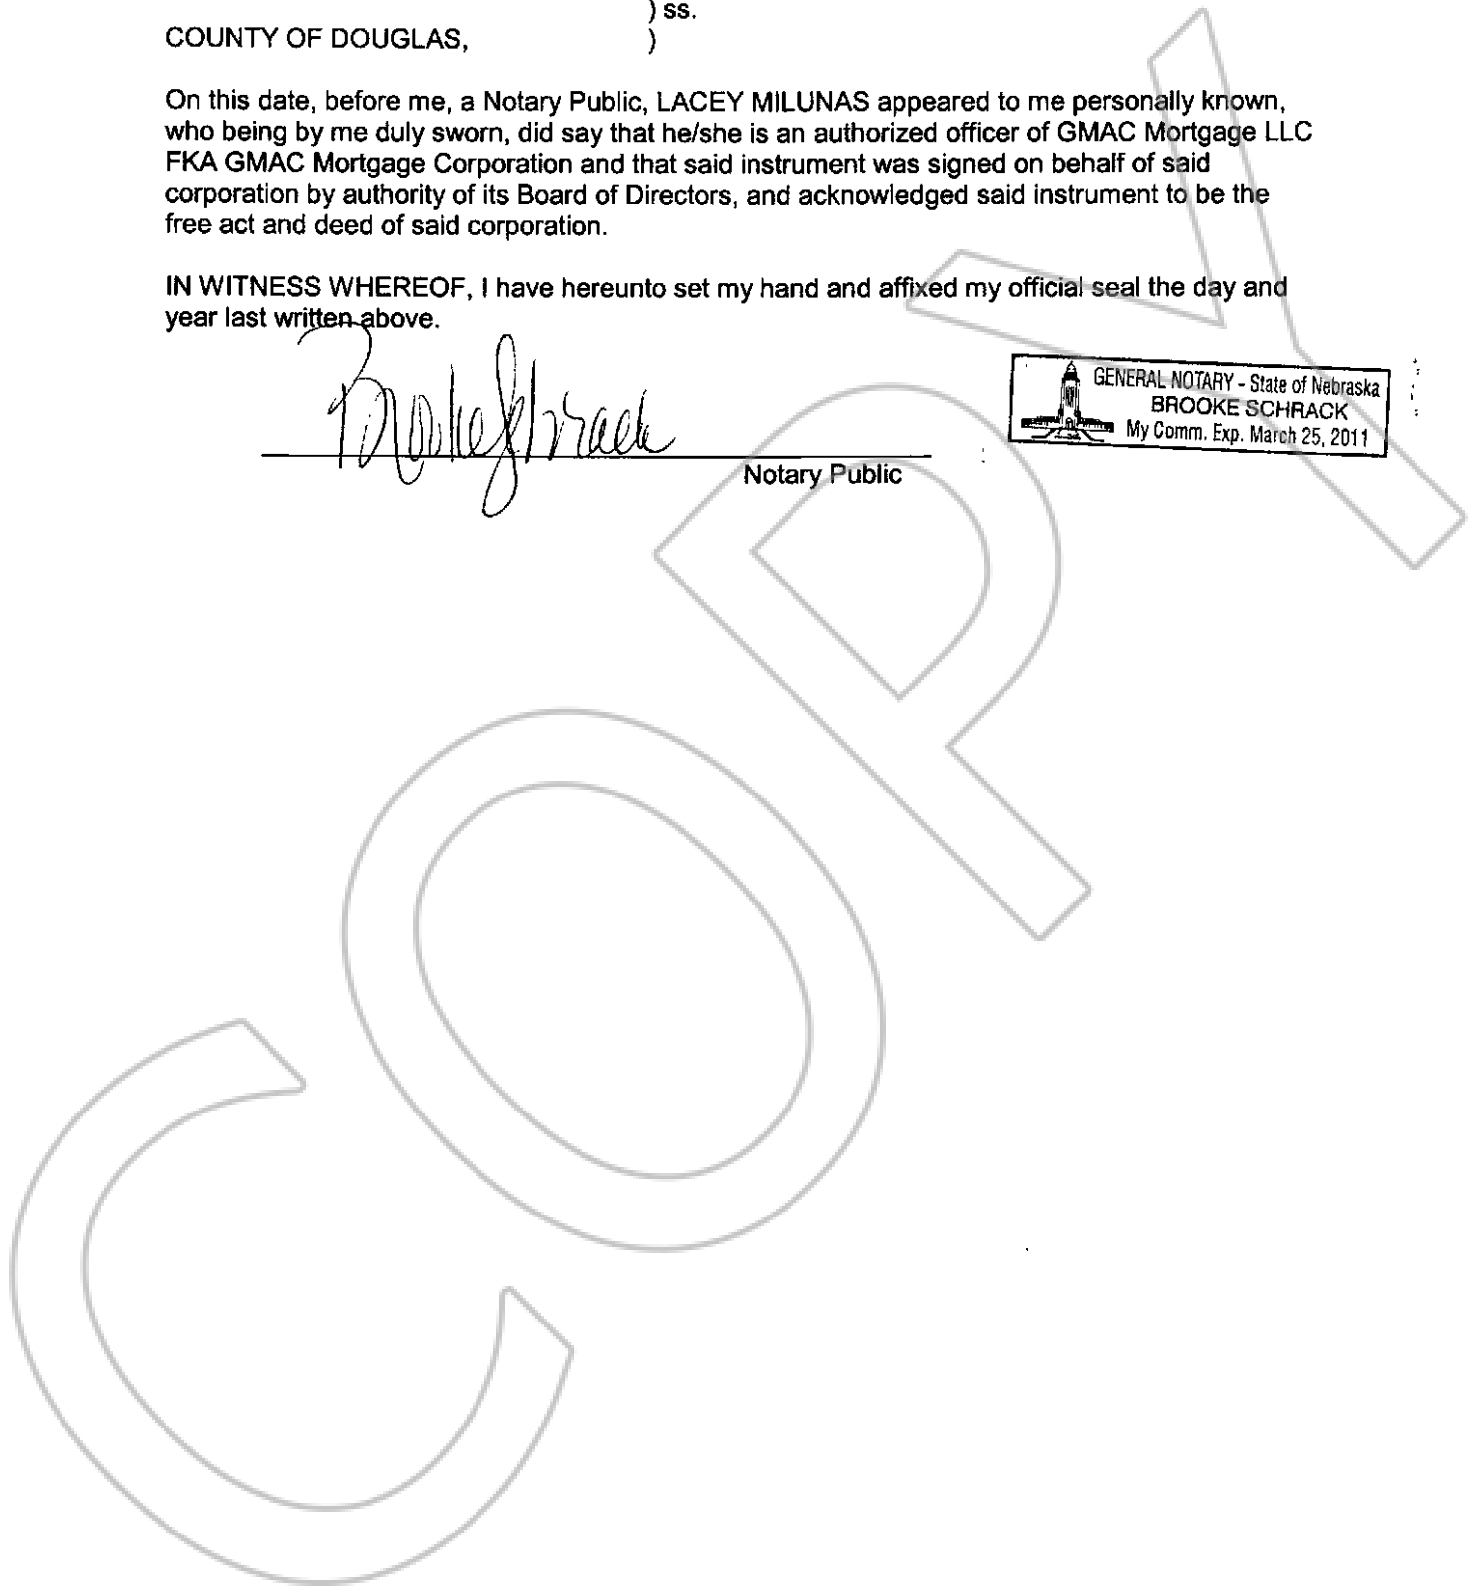 ) ss.
COUNTY OF DOUGLAS, )
On this date, before me, a Notary Public, LACEY MILUNAS appeared to me personally known,
who being by me duly sworn, did say that he/she is an authorized officer of GMAC Mortgage LLC
FKA GMAC Mortgage Corporation and that said instrument was signed on behalf of said
corporation by authority of its Board of Directors, and acknowledged said instrument to be the
free act and deed of said corporation.
IN WITNESS WHEREOF, I have hereunto set my hand and affixed my official seal the day and
year last written above.
Brooke Schrack
Notary Public
GENERAL NOTARY - State of Nebraska
BROOKE SCHRACK
My Comm. Exp. March 25, 2011
COPY